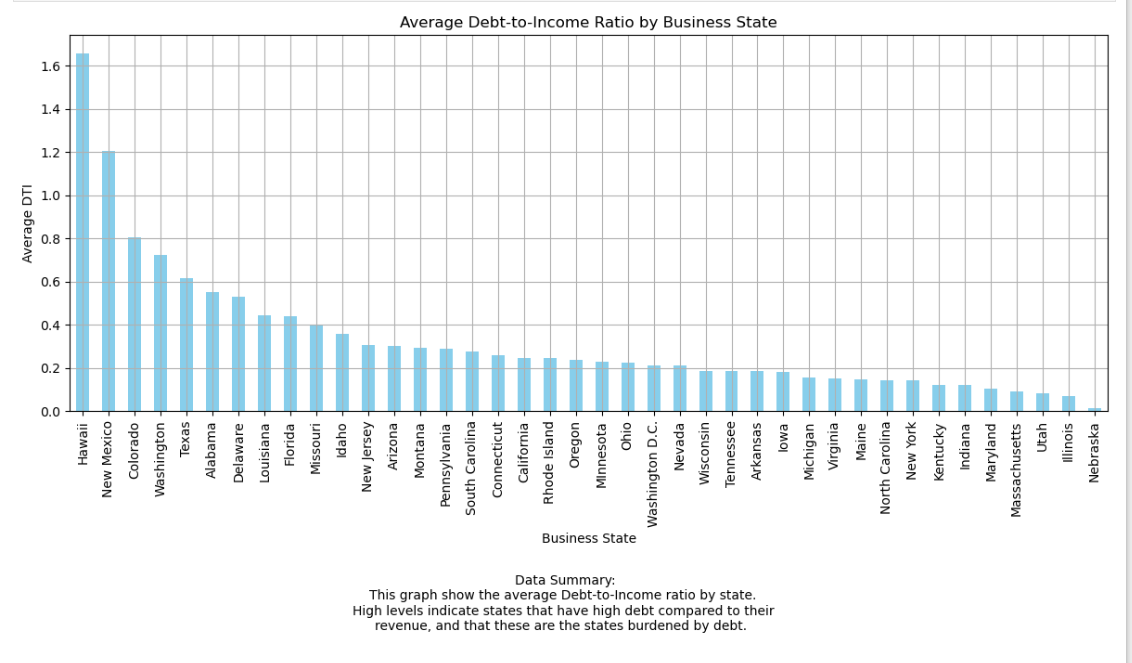 Average Debt-to-Income Ratio by Business State
Average DTI
1.6
1.4
1.2
1.0
0.8
0.6
0.4
0.2
0.0
Hawaii
New Mexico
Colorado
Washington
Texas
Alabama
Delaware
Louisiana
Florida
Missouri
Idaho
New Jersey
Arizona
Montana
Pennsylvania
South Carolina
Connecticut
California
Rhode Island
Oregon
MInnesota
Ohio
Washington D.C.
Nevada
Wisconsin
Tennessee
Arkansas
Iowa
Michigan
Virginia
Maine
North Carolina
New York
Kentucky
Indiana
Maryland
Massachusetts
Utah
Illinois
Nebraska
Business State
Data Summary:
This graph show the average Debt-to-Income ratio by state.
High levels indicate states that have high debt compared to their
revenue, and that these are the states burdened by debt.